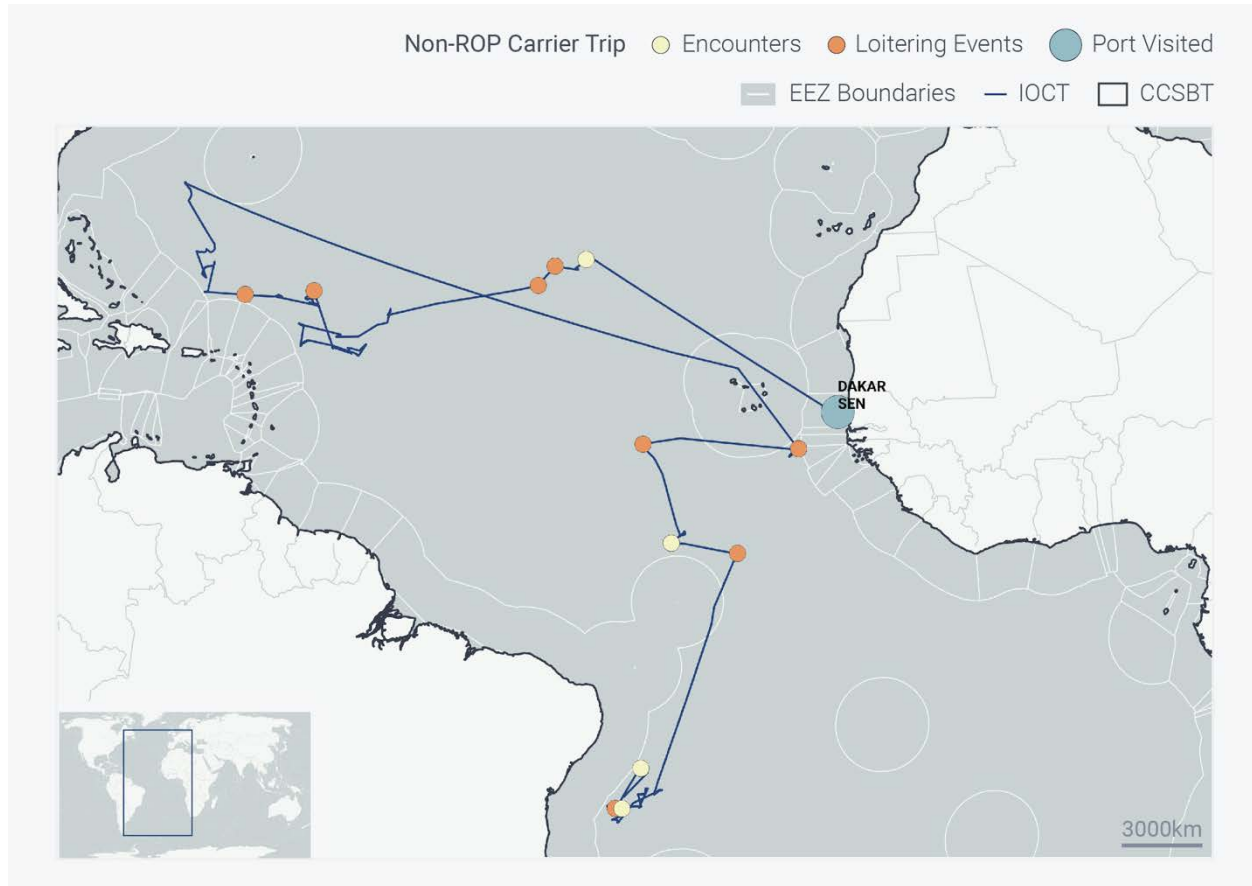 Non-ROP Carrier Trip Encounters Loitering Events Port Visited
EEZ Boundaries IOCT CCSBT
DAKAR
SEN
3000km